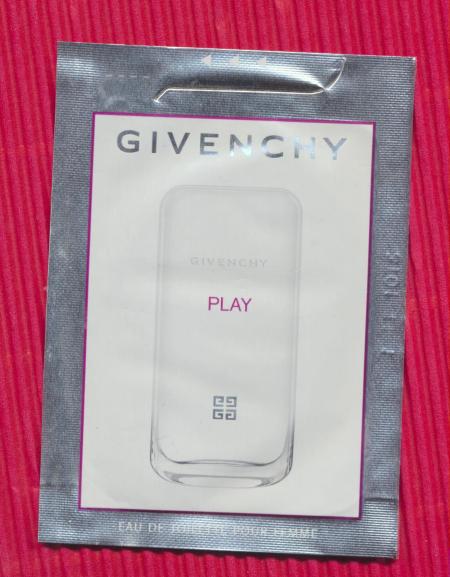 GIVENCHY
GIVENCHY
PLAY
EAU DE TOILETTE POUR FEMME